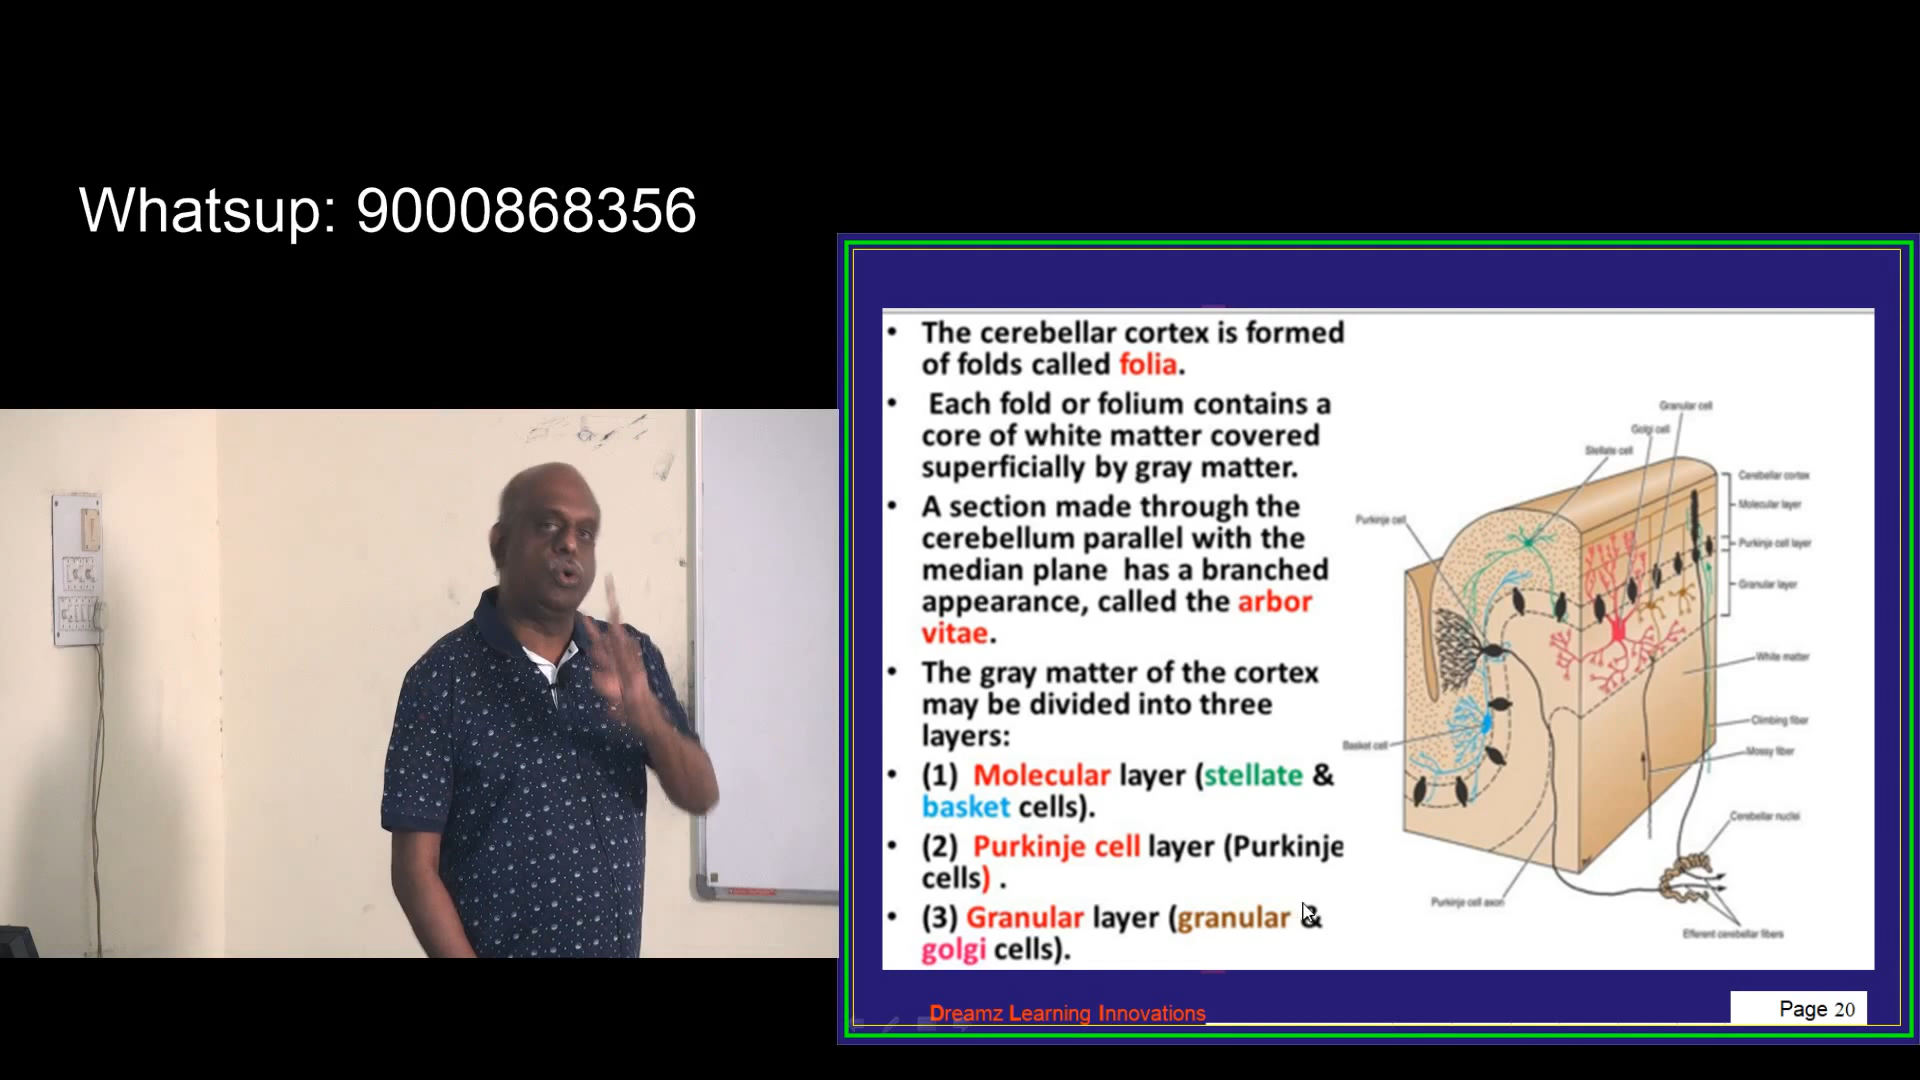 Whatsup: 9000868356
• The cerebellar cortex is formed
of folds called folia.
• Each fold or folium contains a
core of white matter covered
superficially by gray matter.
• A section made through the
cerebellum parallel with the
median plane has a branched
appearance, called the arbor
vitae.
• The gray matter of the cortex
may be divided into three
layers:
• (1) Molecular layer (stellate &
basket cells).
• (2) Purkinje cell layer (Purkinje
cells) .
• (3) Granular layer (granular &
golgi cells).
Granular cell
Golgi cell
Stellate cell
Purkinje cell
Cerebellar cortex
Molecular layer
Purkinje cell layer
Granular layer
White matter
Climbing fiber
Basket cell
Mossy fiber
Cerebellar nuclei
Purkinje cell axon
Efferent cerebellar fibers
Dreamz Learning Innovations
Page 20